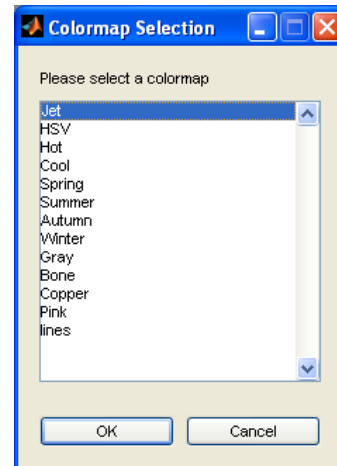 Colormap Selection
Please select a colormap
Jet
HSV
Hot
Cool
Spring
Summer
Autumn
Winter
Gray
Bone
Copper
Pink
lines
OK
Cancel